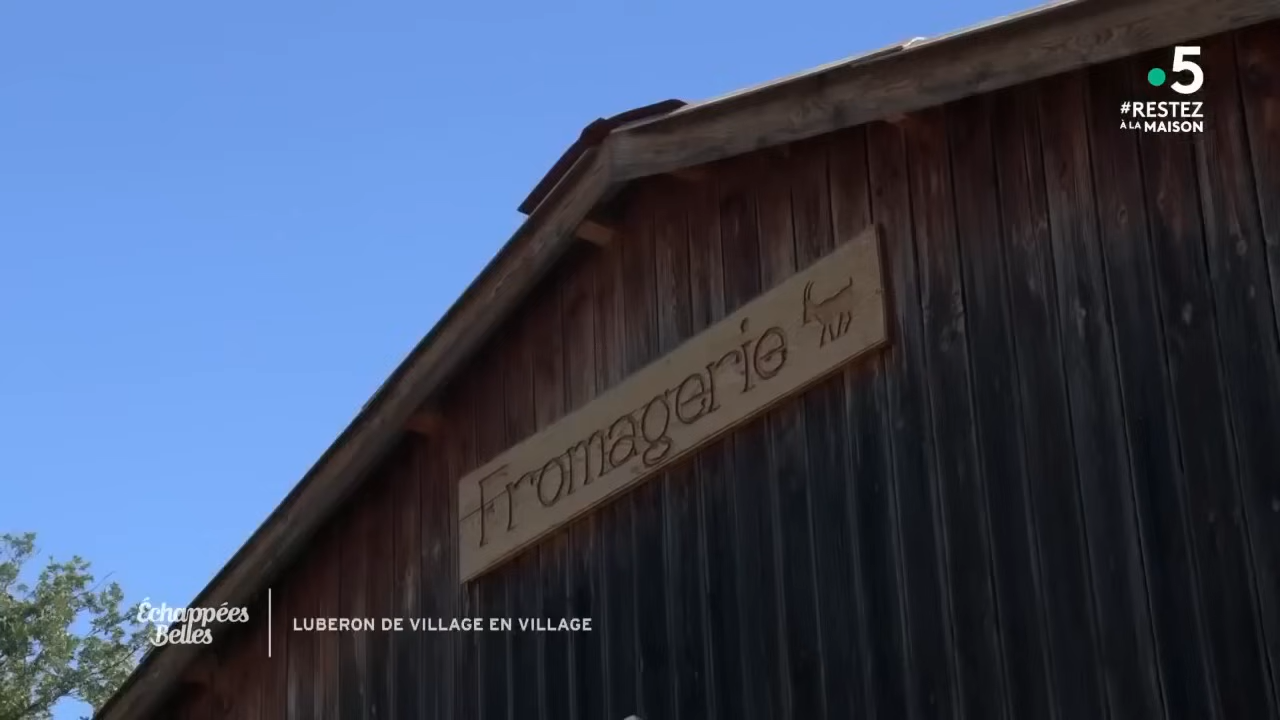 5
#RESTEZ
À LA MAISON
Fromagerie
Échappées
Belles
LUBERON DE VILLAGE EN VILLAGE